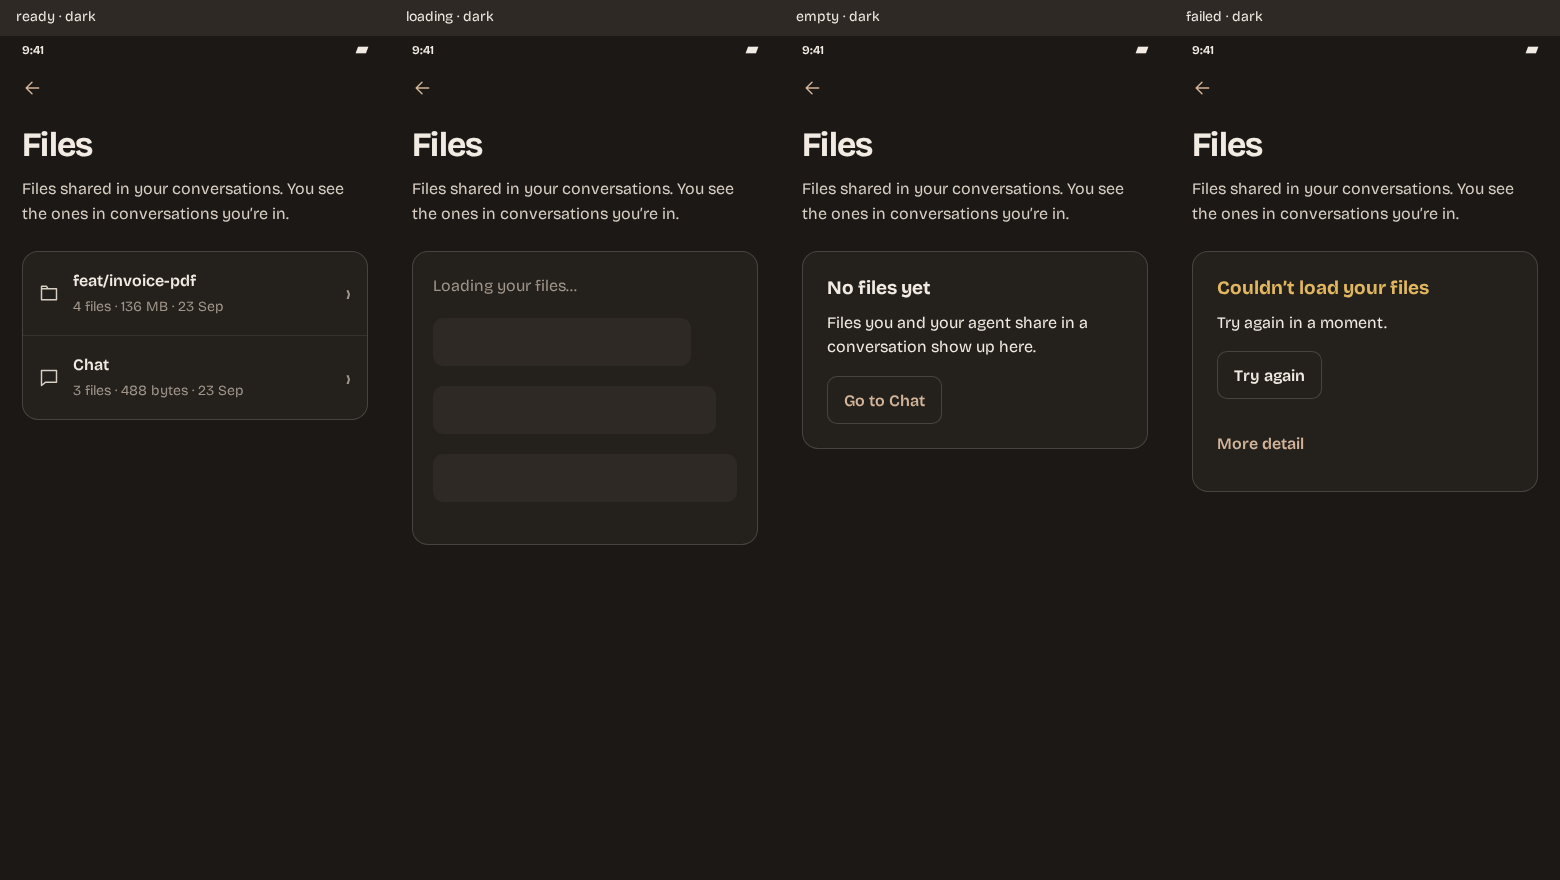 ready · dark
9:41
Files
Files shared in your conversations. You see
the ones in conversations you’re in.
feat/invoice-pdf
4 files · 136 MB · 23 Sep
Chat
3 files · 488 bytes · 23 Sep
loading · dark
9:41
Files
Files shared in your conversations. You see
the ones in conversations you’re in.
Loading your files…
empty · dark
9:41
Files
Files shared in your conversations. You see
the ones in conversations you’re in.
No files yet
Files you and your agent share in a
conversation show up here.
Go to Chat
failed · dark
9:41
Files
Files shared in your conversations. You see
the ones in conversations you’re in.
Couldn’t load your files
Try again in a moment.
Try again
More detail